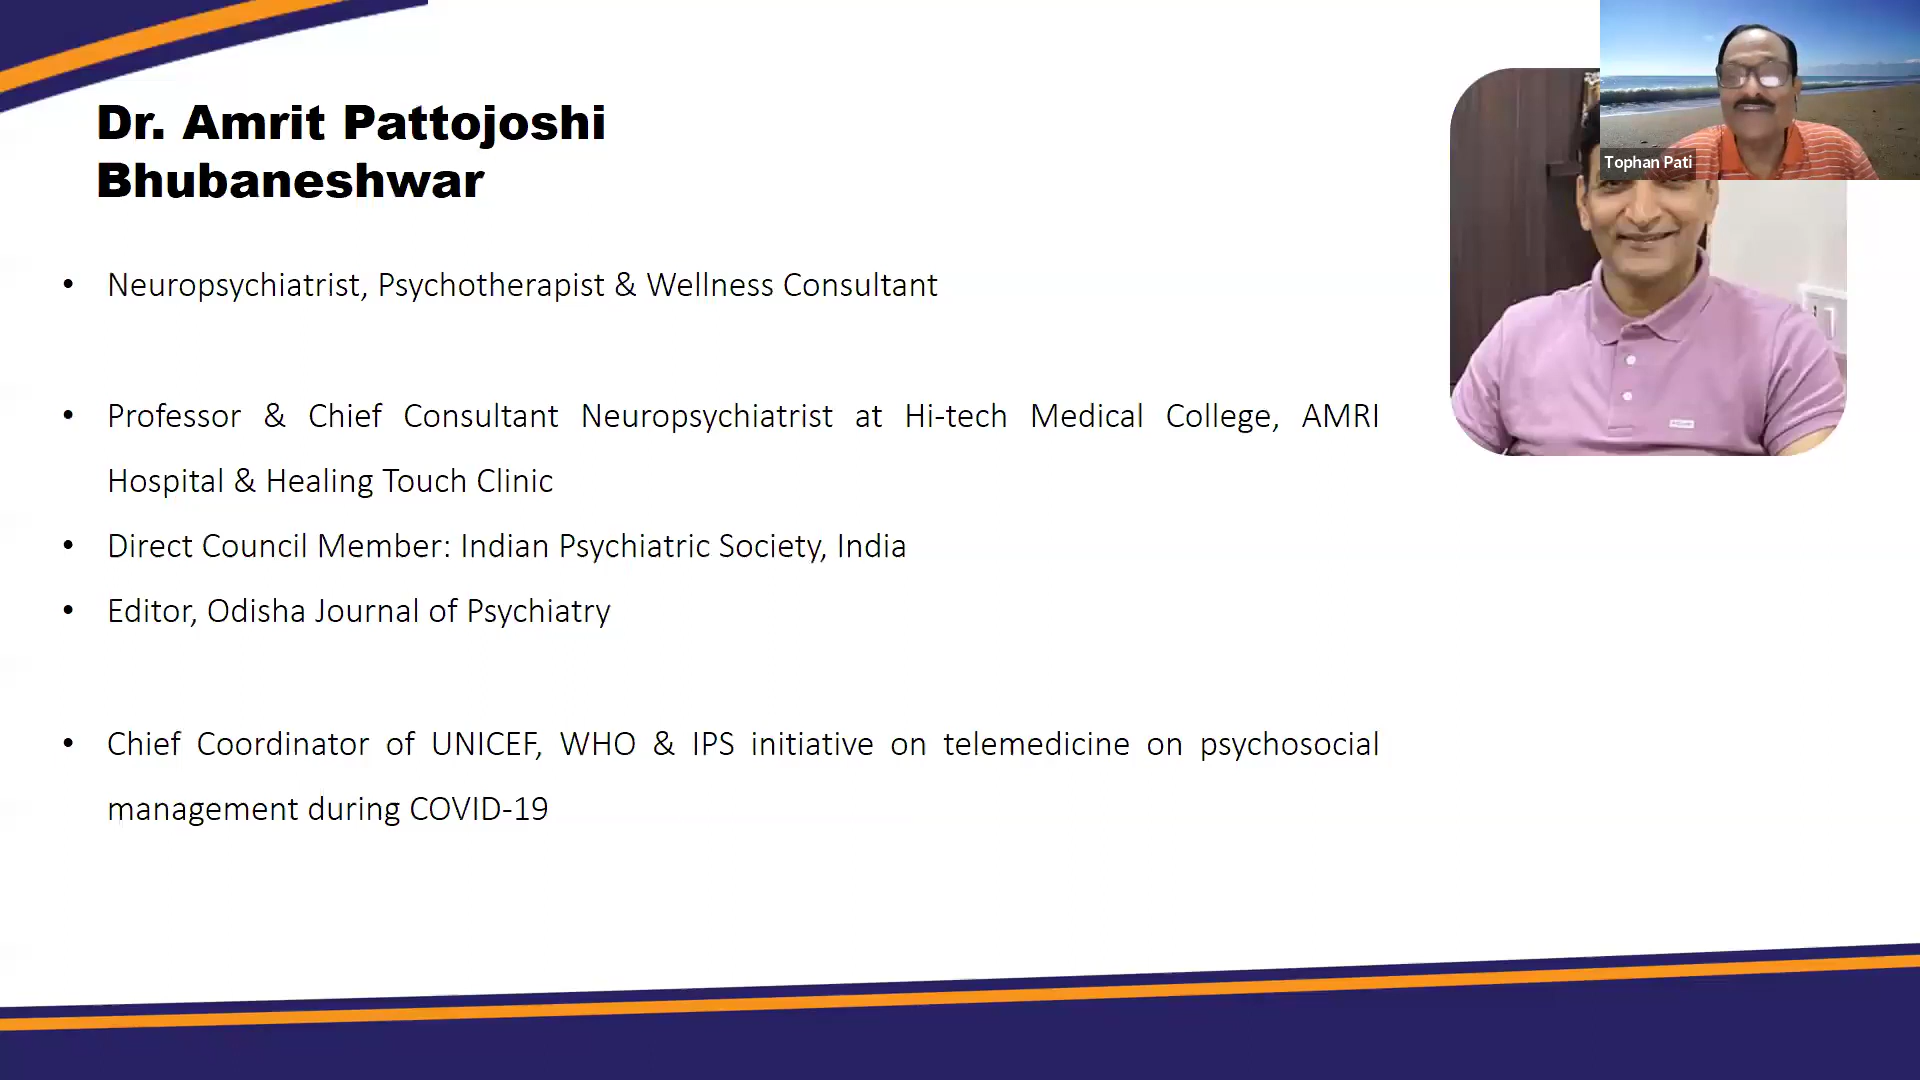 Dr. Amrit Pattojoshi
Bhubaneshwar
• Neuropsychiatrist, Psychotherapist & Wellness Consultant
• Professor & Chief Consultant Neuropsychiatrist at Hi-tech Medical College, AMRI
Hospital & Healing Touch Clinic
• Direct Council Member: Indian Psychiatric Society, India
• Editor, Odisha Journal of Psychiatry
• Chief Coordinator of UNICEF, WHO & IPS initiative on telemedicine on psychosocial
management during COVID-19
Tophan Pati